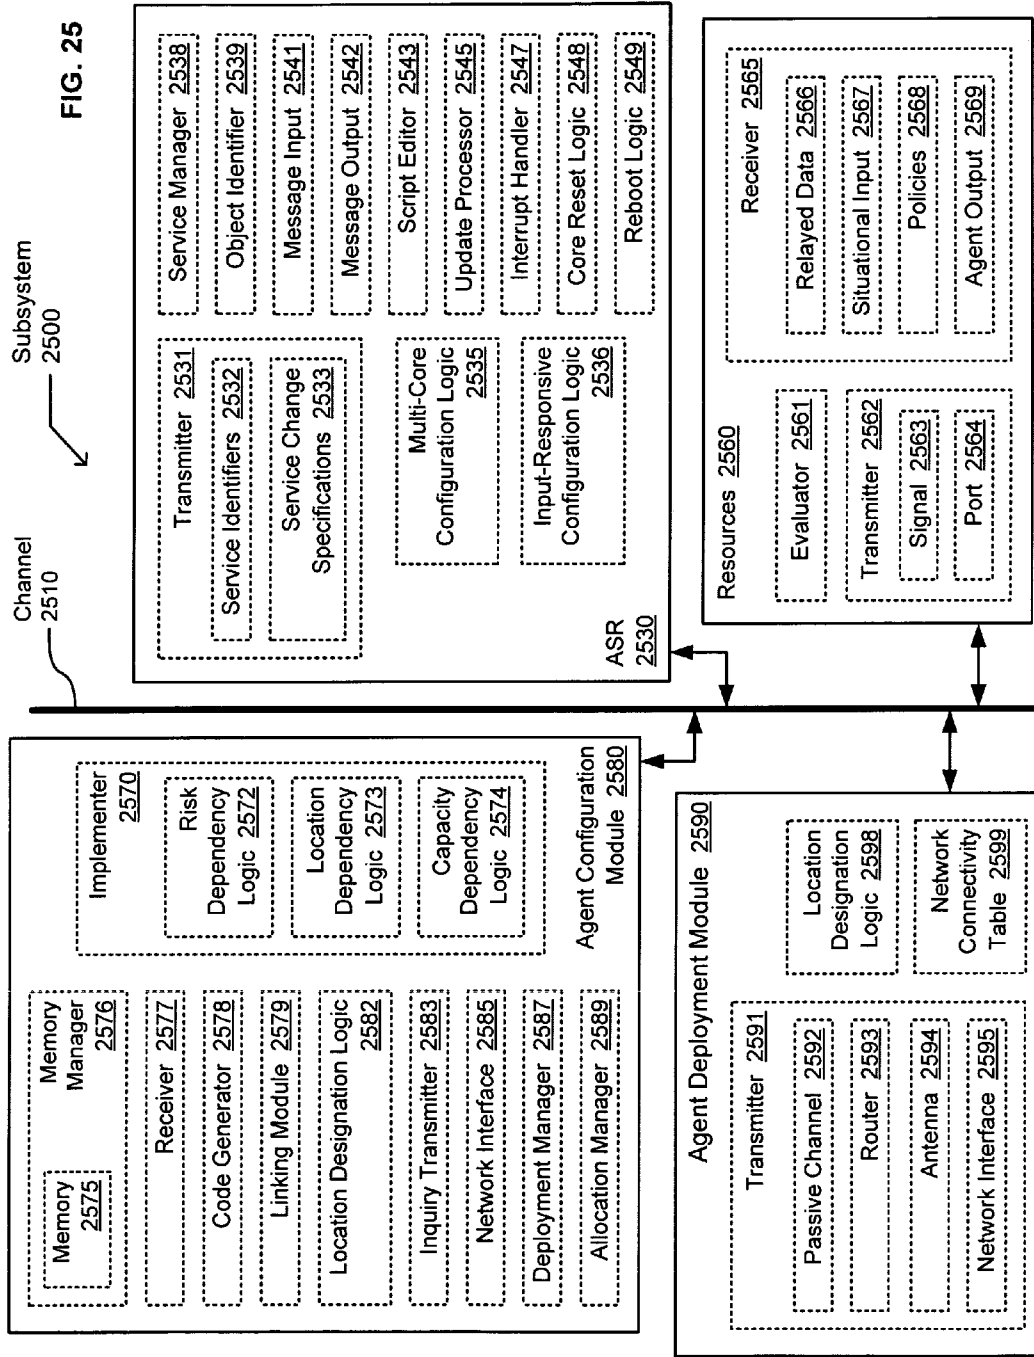 FIG. 25
Subsystem
2500
Channel
2510
Memory
Manager
2576
Memory
2575
Receiver 2577
Code Generator 2578
Linking Module 2579
Location Designation Logic
2582
Inquiry Transmitter 2583
Network Interface 2585
Deployment Manager 2587
Allocation Manager 2589
Implementer
2570
Risk
Dependency
Logic 2572
Location
Dependency
Logic 2573
Capacity
Dependency
Logic 2574
Agent Configuration
Module 2580
Transmitter 2531
Service Identifiers 2532
Service Change
Specifications 2533
Multi-Core
Configuration Logic
2535
Input-Responsive
Configuration Logic
2536
ASR
2530
Service Manager 2538
Object Identifier 2539
Message Input 2541
Message Output 2542
Script Editor 2543
Update Processor 2545
Interrupt Handler 2547
Core Reset Logic 2548
Reboot Logic 2549
Agent Deployment Module 2590
Transmitter 2591
Passive Channel 2592
Router 2593
Antenna 2594
Network Interface 2595
Location
Designation
Logic 2598
Network
Connectivity
Table 2599
Resources 2560
Evaluator 2561
Transmitter 2562
Signal 2563
Port 2564
Receiver 2565
Relayed Data 2566
Situational Input 2567
Policies 2568
Agent Output 2569